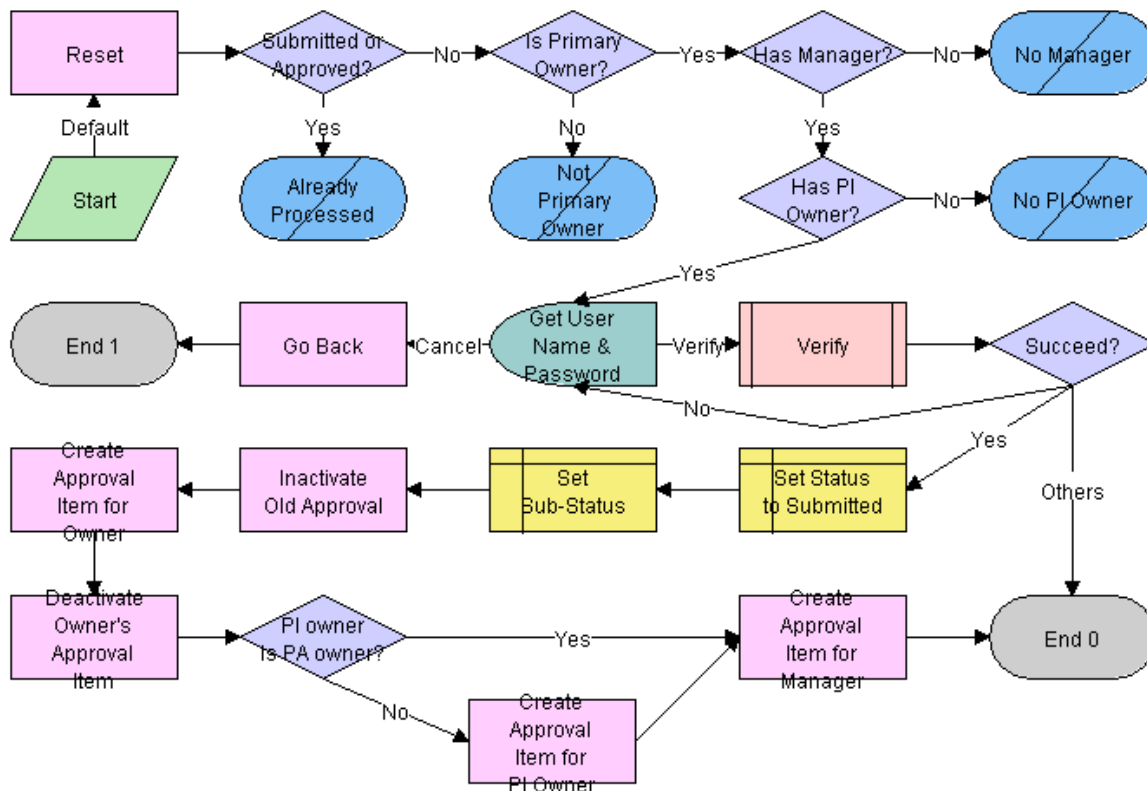 Reset
Submitted or
Approved?
No
Is Primary
Owner?
Yes
Has Manager?
No
No Manager
Default
Yes
No
Yes
Start
Already
Processed
Not
Primary
Owner
Has PI
Owner?
No
No PI Owner
Yes
End 1
Go Back
Cancel
Get User
Name &
Password
Verify
Verify
Succeed?
No
Yes
Others
Create
Approval
Item for
Owner
Inactivate
Old Approval
Set
Sub-Status
Set Status
to Submitted
Deactivate
Owner's
Approval
Item
PI owner
Is PA owner?
Yes
Create
Approval
Item for
Manager
End 0
No
Create
Approval
Item for
PI Owner